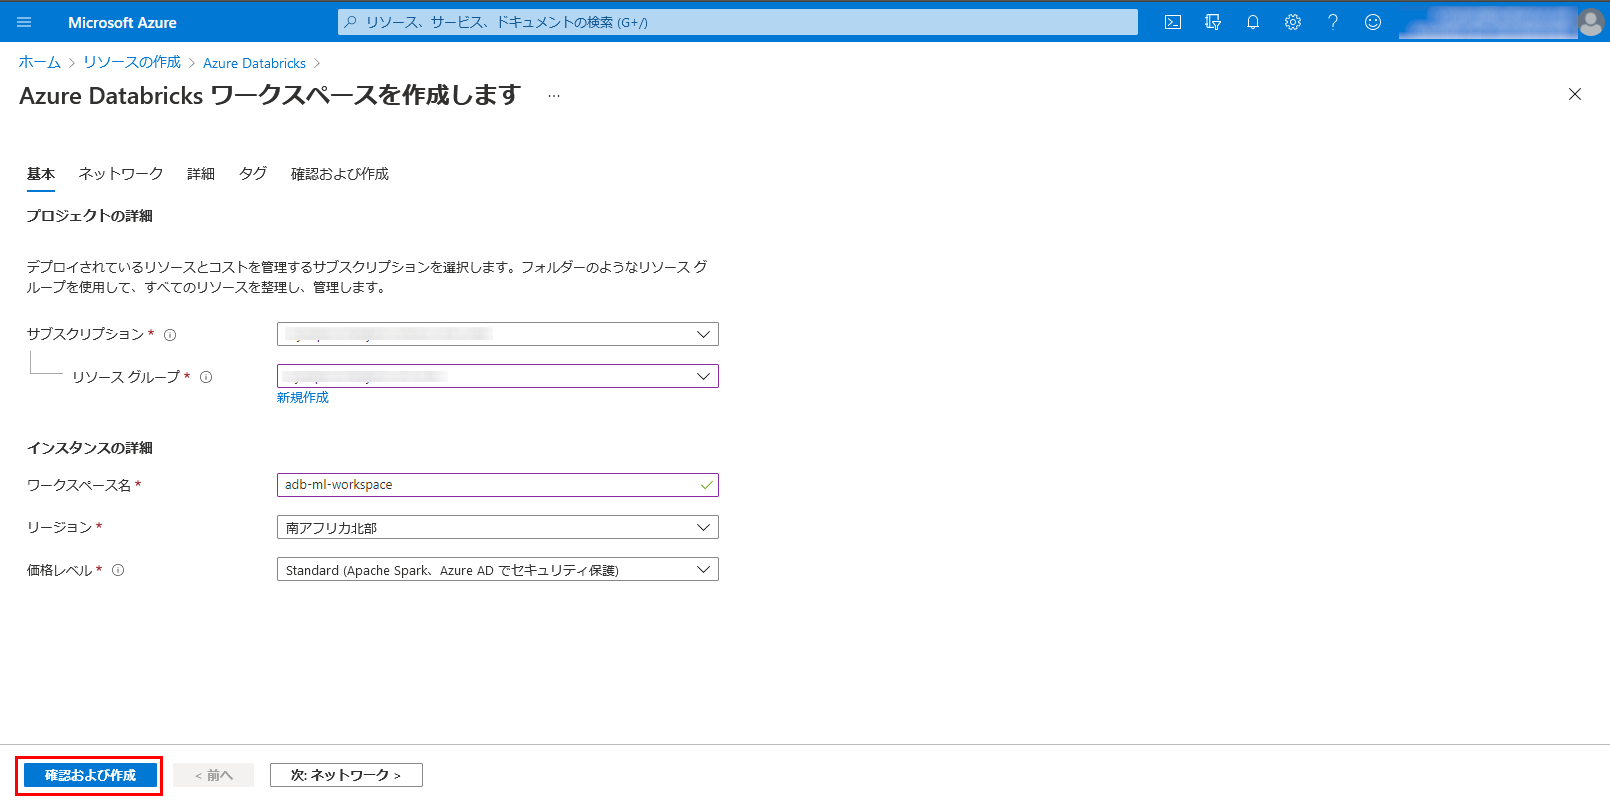 Microsoft Azure
リソース、サービス、ドキュメントの検索 (G+/)
ホーム > リソースの作成 > Azure Databricks >
Azure Databricks ワークスペースを作成します ...
基本 ネットワーク 詳細 タグ 確認および作成
プロジェクトの詳細
デプロイされているリソースとコストを管理するサブスクリプションを選択します。フォルダーのようなリソース グ
ループを使用して、すべてのリソースを整理し、管理します。
サブスクリプション *
リソース グループ *
新規作成
インスタンスの詳細
ワークスペース名 * adb-ml-workspace
リージョン * 南アフリカ北部
価格レベル * Standard (Apache Spark、Azure AD でセキュリティ保護)
確認および作成 < 前へ 次: ネットワーク >